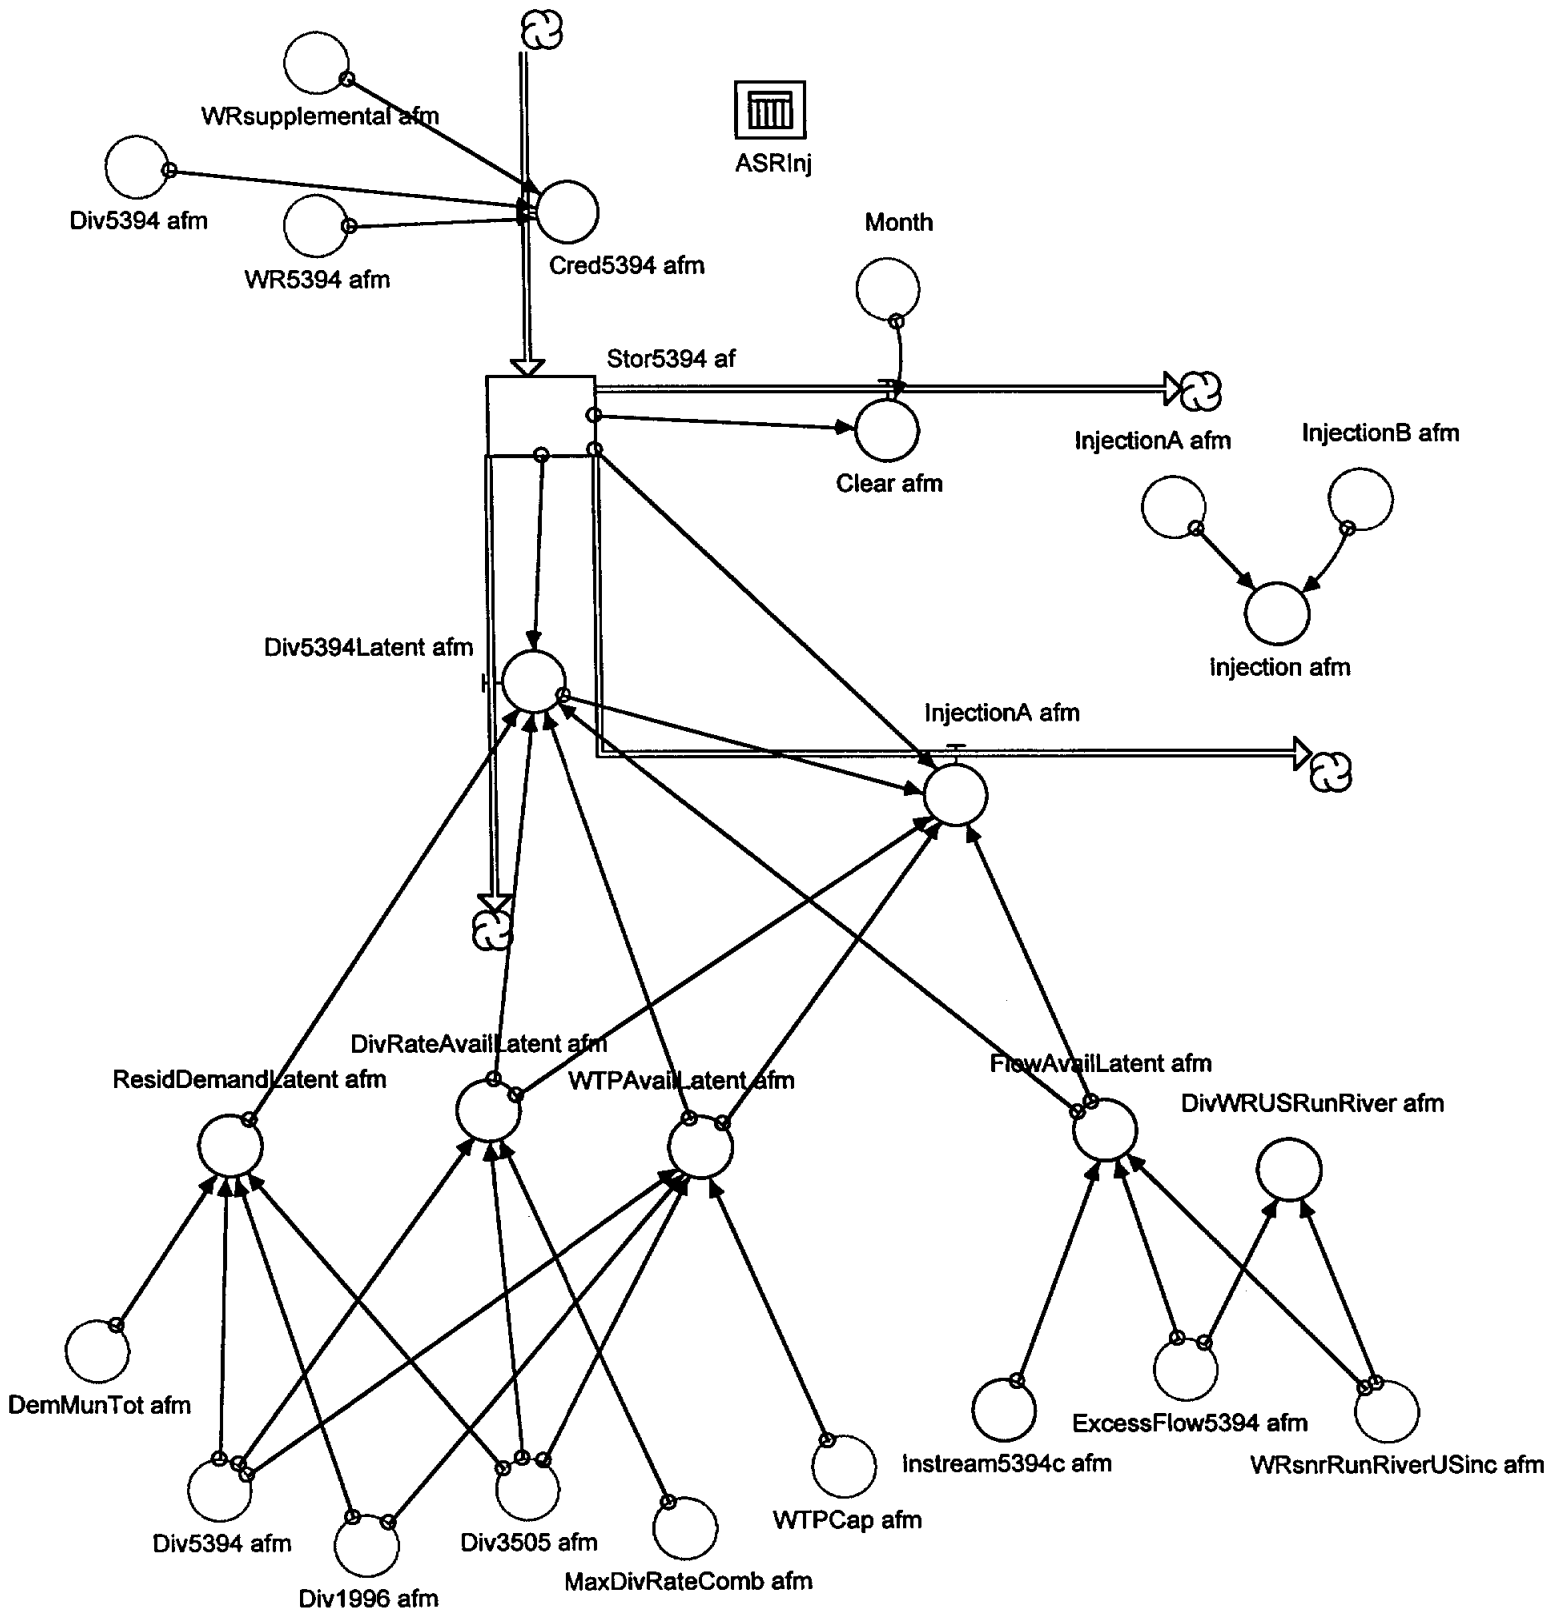 WRsupplemental afm
ASRInj
Div5394 afm
Month
WR5394 afm
Cred5394 afm
Stor5394 af
InjectionA afm
InjectionB afm
Clear afm
Div5394Latent afm
Injection afm
InjectionA afm
DivRateAvailLatent afm
ResidDemandLatent afm
WTPAvailLatent afm
FlowAvailLatent afm
DivWRUSRunRiver afm
DemMunTot afm
ExcessFlow5394 afm
Instream5394c afm
WRsnrRunRiverUSinc afm
WTPCap afm
Div5394 afm
Div3505 afm
MaxDivRateComb afm
Div1996 afm